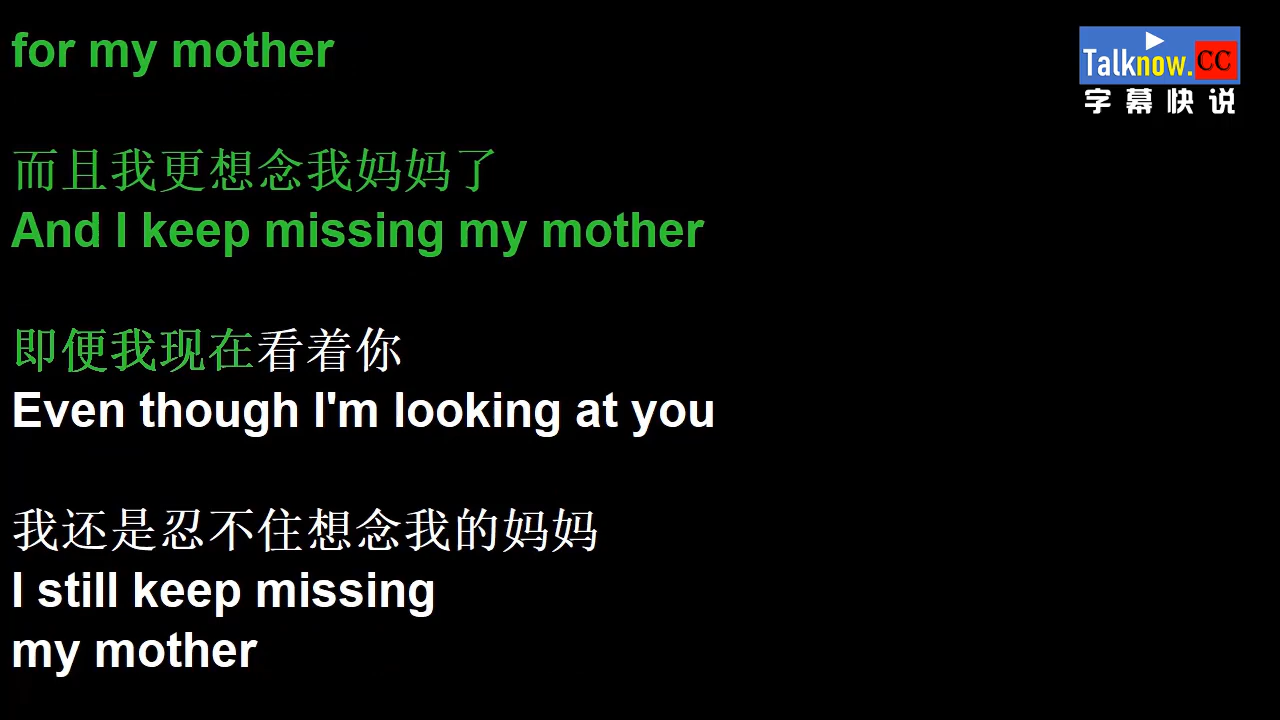 for my mother
Talknow.CC
字幕快说
而且我更想念我妈妈了
And I keep missing my mother
即便我现在看着你
Even though I'm looking at you
我还是忍不住想念我的妈妈
I still keep missing
my mother